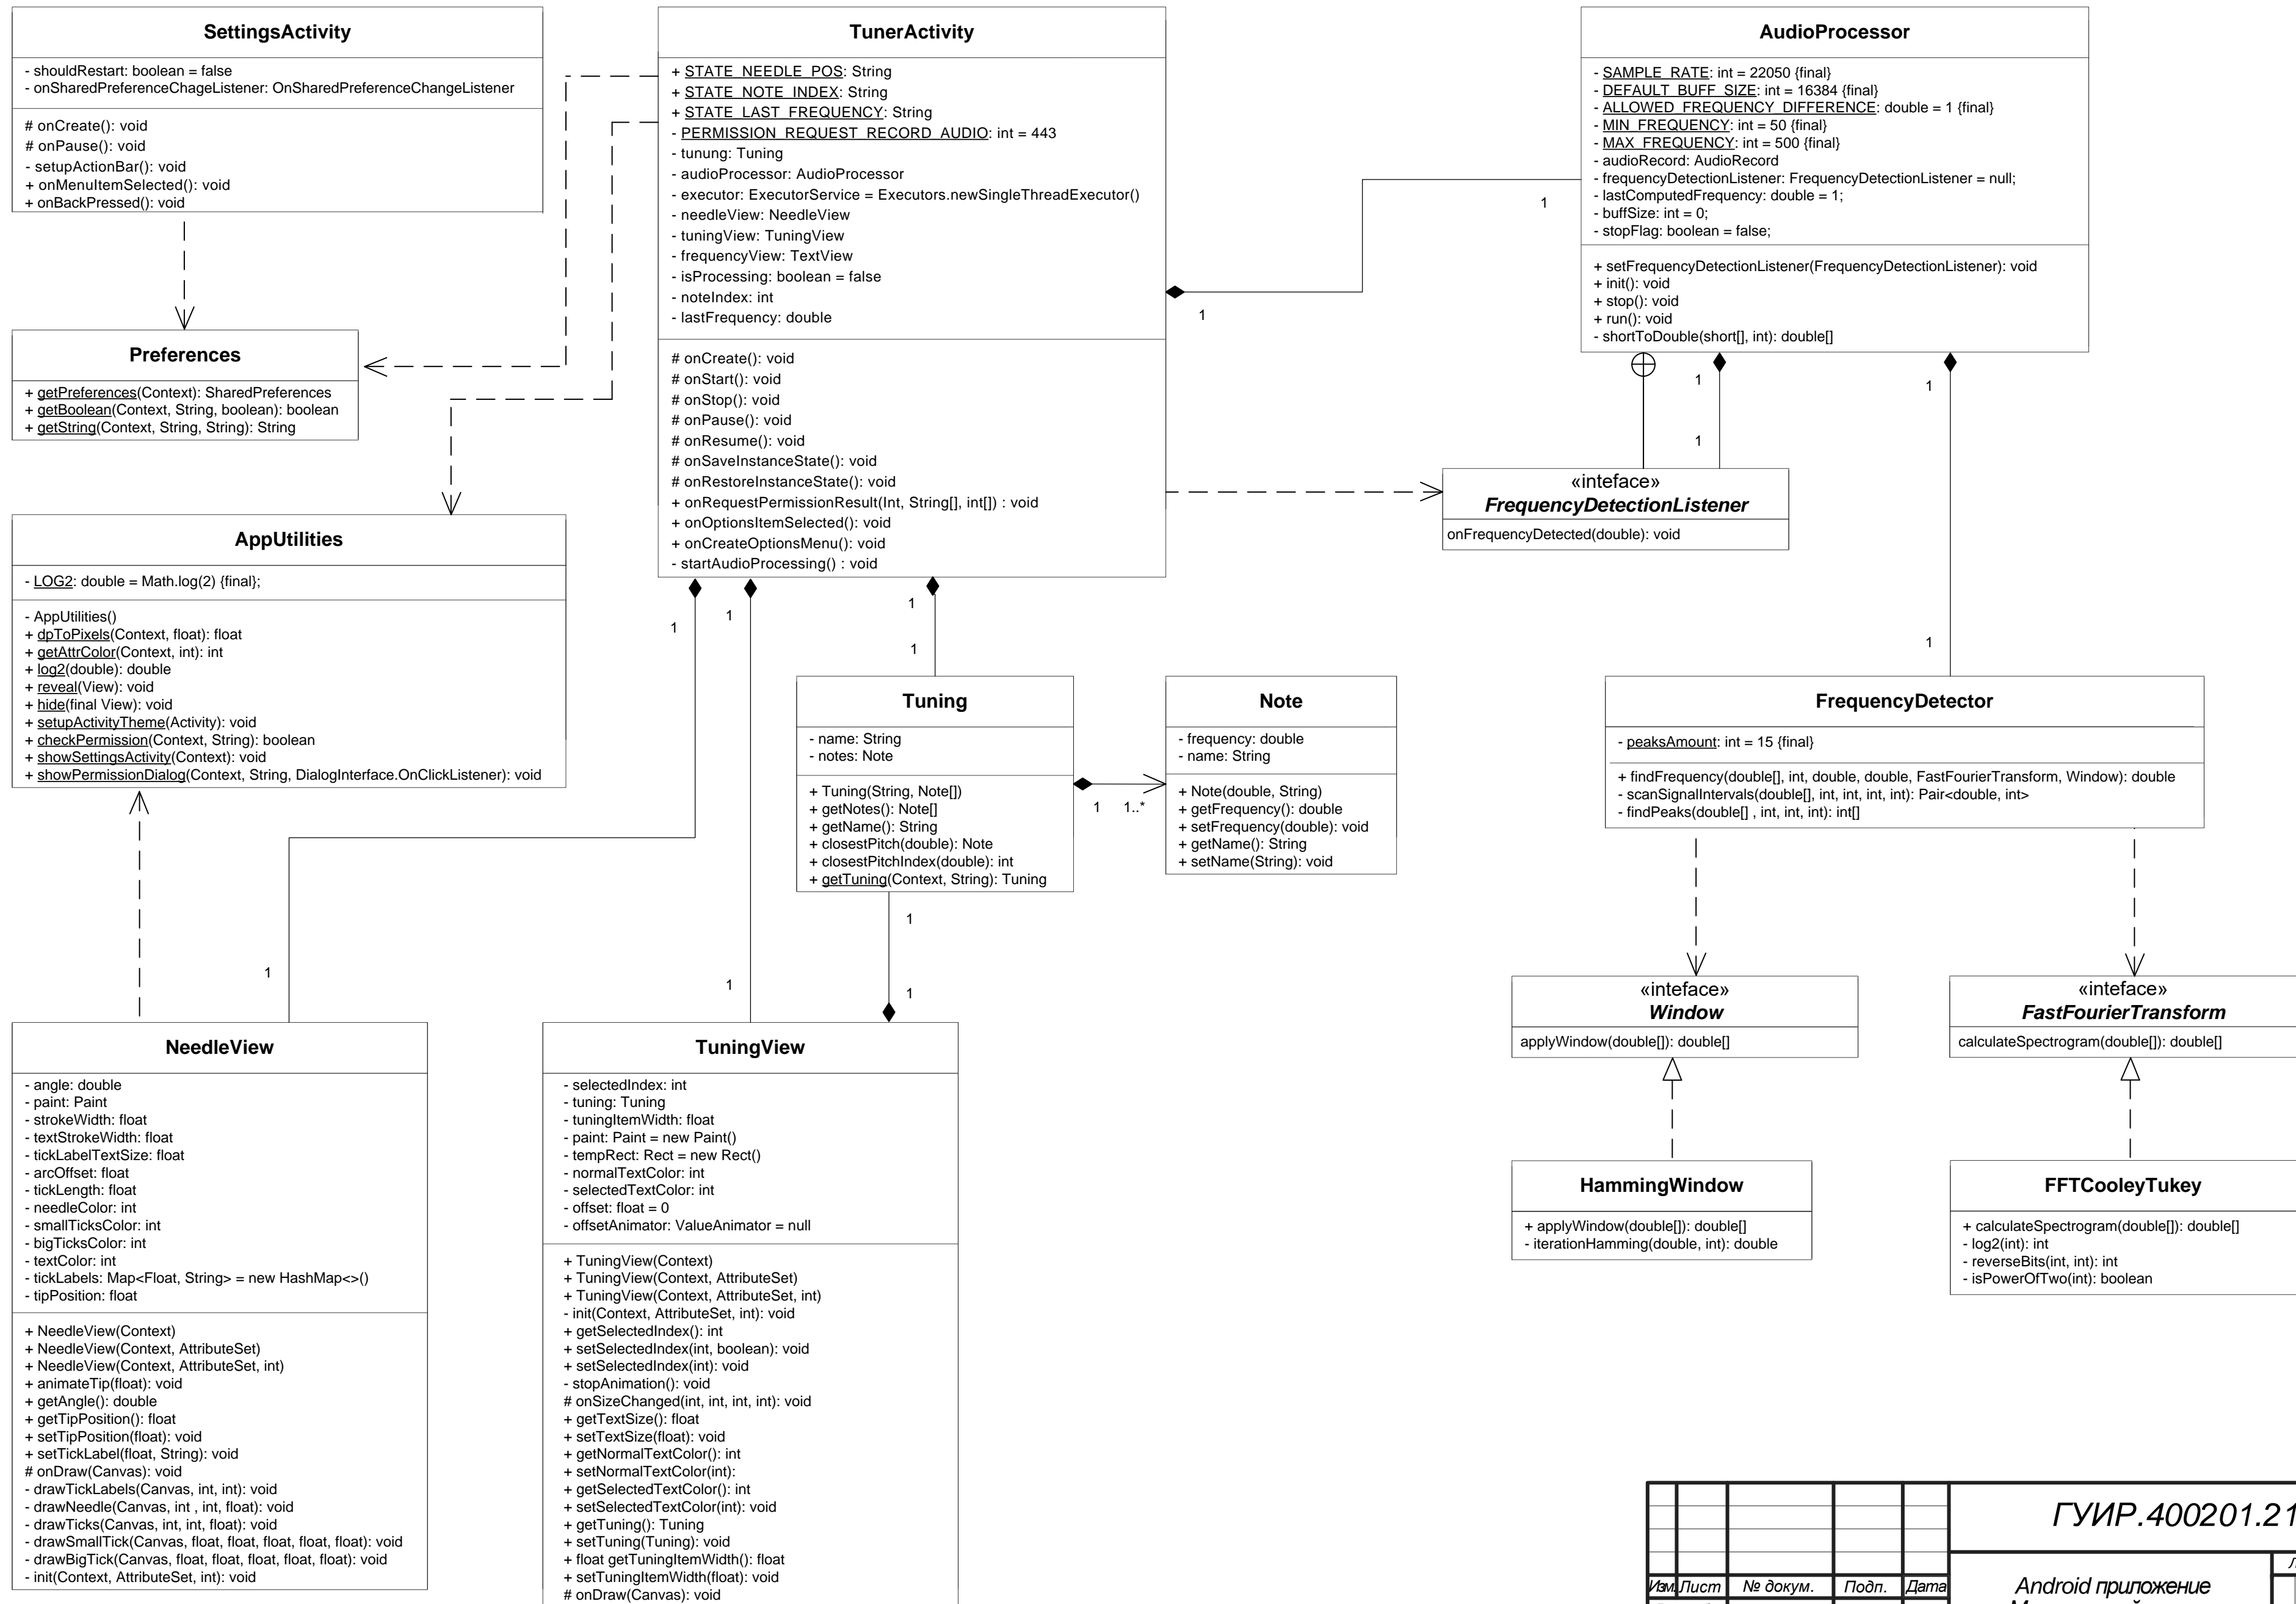 SettingsActivity
- shouldRestart: boolean = false
- onSharedPreferenceChageListener: OnSharedPreferenceChangeListener
# onCreate(): void
# onPause(): void
- setupActionBar(): void
+ onMenuItemSelected(): void
+ onBackPressed(): void
TunerActivity
+ STATE_NEEDLE_POS: String
+ STATE_NOTE_INDEX: String
+ STATE_LAST_FREQUENCY: String
- PERMISSION_REQUEST_RECORD_AUDIO: int = 443
- tunung: Tuning
- audioProcessor: AudioProcessor
- executor: ExecutorService = Executors.newSingleThreadExecutor()
- needleView: NeedleView
- tuningView: TuningView
- frequencyView: TextView
- isProcessing: boolean = false
- noteIndex: int
- lastFrequency: double
# onCreate(): void
# onStart(): void
# onStop(): void
# onPause(): void
# onResume(): void
# onSaveInstanceState(): void
# onRestoreInstanceState(): void
+ onRequestPermissionResult(Int, String[], int[]) : void
+ onOptionsItemSelected(): void
+ onCreateOptionsMenu(): void
- startAudioProcessing() : void
AudioProcessor
- SAMPLE_RATE: int = 22050 {final}
- DEFAULT_BUFF_SIZE: int = 16384 {final}
- ALLOWED_FREQUENCY_DIFFERENCE: double = 1 {final}
- MIN_FREQUENCY: int = 50 {final}
- MAX_FREQUENCY: int = 500 {final}
- audioRecord: AudioRecord
- frequencyDetectionListener: FrequencyDetectionListener = null;
- lastComputedFrequency: double = 1;
- buffSize: int = 0;
- stopFlag: boolean = false;
+ setFrequencyDetectionListener(FrequencyDetectionListener): void
+ init(): void
+ stop(): void
+ run(): void
- shortToDouble(short[], int): double[]
1
1
Preferences
+ getPreferences(Context): SharedPreferences
+ getBoolean(Context, String, boolean): boolean
+ getString(Context, String, String): String
1
1
1
«inteface»
FrequencyDetectionListener
onFrequencyDetected(double): void
AppUtilities
- LOG2: double = Math.log(2) {final};
- AppUtilities()
+ dpToPixels(Context, float): float
+ getAttrColor(Context, int): int
+ log2(double): double
+ reveal(View): void
+ hide(final View): void
+ setupActivityTheme(Activity): void
+ checkPermission(Context, String): boolean
+ showSettingsActivity(Context): void
+ showPermissionDialog(Context, String, DialogInterface.OnClickListener): void
1
1
1
1
1
Tuning
- name: String
- notes: Note
+ Tuning(String, Note[])
+ getNotes(): Note[]
+ getName(): String
+ closestPitch(double): Note
+ closestPitchIndex(double): int
+ getTuning(Context, String): Tuning
1 1..*
Note
- frequency: double
- name: String
+ Note(double, String)
+ getFrequency(): double
+ setFrequency(double): void
+ getName(): String
+ setName(String): void
FrequencyDetector
- peaksAmount: int = 15 {final}
+ findFrequency(double[], int, double, double, FastFourierTransform, Window): double
- scanSignalIntervals(double[], int, int, int, int): Pair<double, int>
- findPeaks(double[] , int, int, int): int[]
1
1
1
1
«inteface»
Window
applyWindow(double[]): double[]
«inteface»
FastFourierTransform
calculateSpectrogram(double[]): double[]
NeedleView
- angle: double
- paint: Paint
- strokeWidth: float
- textStrokeWidth: float
- tickLabelTextSize: float
- arcOffset: float
- tickLength: float
- needleColor: int
- smallTicksColor: int
- bigTicksColor: int
- textColor: int
- tickLabels: Map<Float, String> = new HashMap<>()
- tipPosition: float
+ NeedleView(Context)
+ NeedleView(Context, AttributeSet)
+ NeedleView(Context, AttributeSet, int)
+ animateTip(float): void
+ getAngle(): double
+ getTipPosition(): float
+ setTipPosition(float): void
+ setTickLabel(float, String): void
# onDraw(Canvas): void
- drawTickLabels(Canvas, int, int): void
- drawNeedle(Canvas, int , int, float): void
- drawTicks(Canvas, int, int, float): void
- drawSmallTick(Canvas, float, float, float, float, float): void
- drawBigTick(Canvas, float, float, float, float, float): void
- init(Context, AttributeSet, int): void
TuningView
- selectedIndex: int
- tuning: Tuning
- tuningItemWidth: float
- paint: Paint = new Paint()
- tempRect: Rect = new Rect()
- normalTextColor: int
- selectedTextColor: int
- offset: float = 0
- offsetAnimator: ValueAnimator = null
+ TuningView(Context)
+ TuningView(Context, AttributeSet)
+ TuningView(Context, AttributeSet, int)
- init(Context, AttributeSet, int): void
+ getSelectedIndex(): int
+ setSelectedIndex(int, boolean): void
+ setSelectedIndex(int): void
- stopAnimation(): void
# onSizeChanged(int, int, int, int): void
+ getTextSize(): float
+ setTextSize(float): void
+ getNormalTextColor(): int
+ setNormalTextColor(int):
+ getSelectedTextColor(): int
+ setSelectedTextColor(int): void
+ getTuning(): Tuning
+ setTuning(Tuning): void
+ float getTuningItemWidth(): float
+ setTuningItemWidth(float): void
# onDraw(Canvas): void
HammingWindow
+ applyWindow(double[]): double[]
- iterationHamming(double, int): double
FFTCooleyTukey
+ calculateSpectrogram(double[]): double[]
- log2(int): int
- reverseBits(int, int): int
- isPowerOfTwo(int): boolean
ГУИР.400201.21
Изм. Лист № докум. Подп. Дата
Android приложение